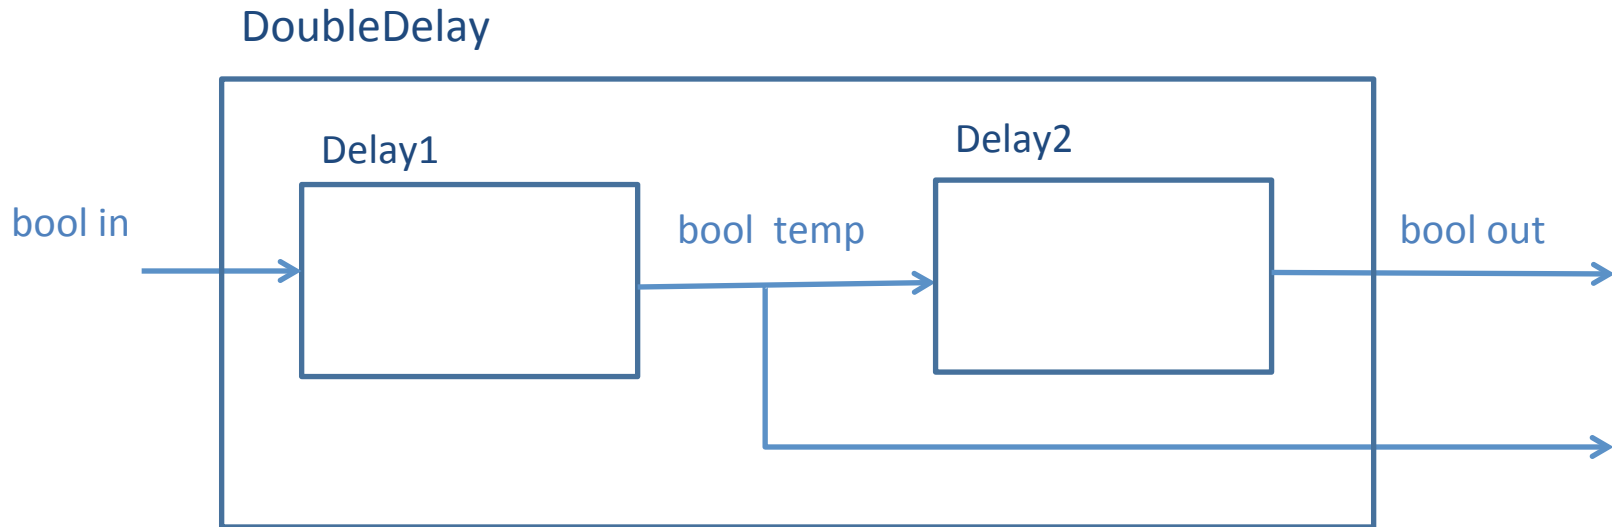 DoubleDelay
Delay1
Delay2
bool in
bool temp
bool out